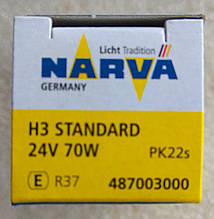 Licht Tradition
NARVA
GERMANY
H3 STANDARD
24V 70W PK22s
E R37 487003000